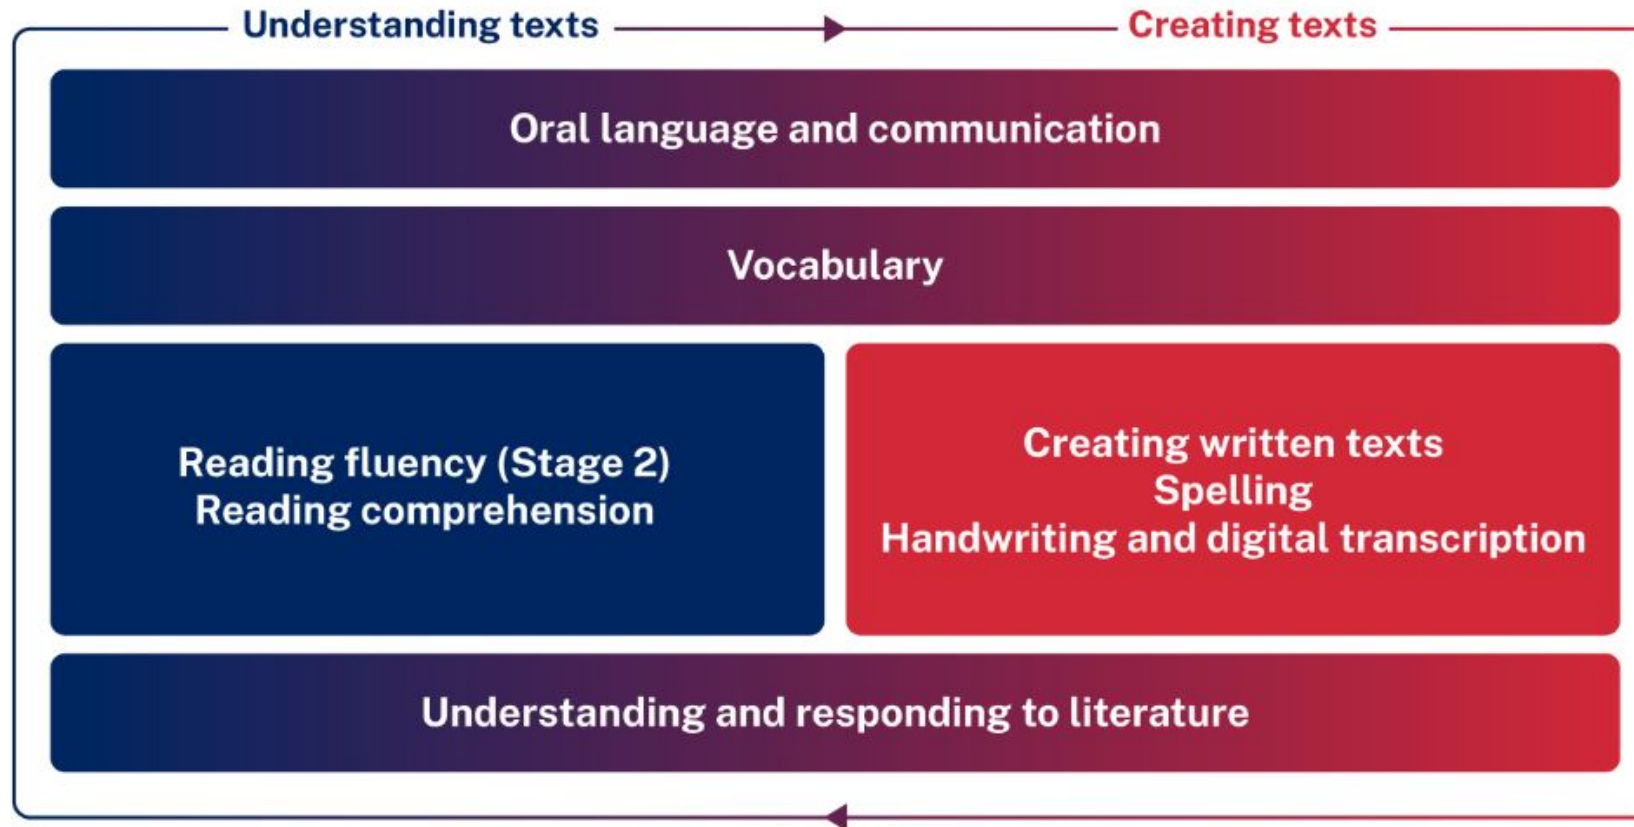 Understanding texts
Creating texts
Oral language and communication
Vocabulary
Reading fluency (Stage 2)
Reading comprehension
Creating written texts
Spelling
Handwriting and digital transcription
Understanding and responding to literature